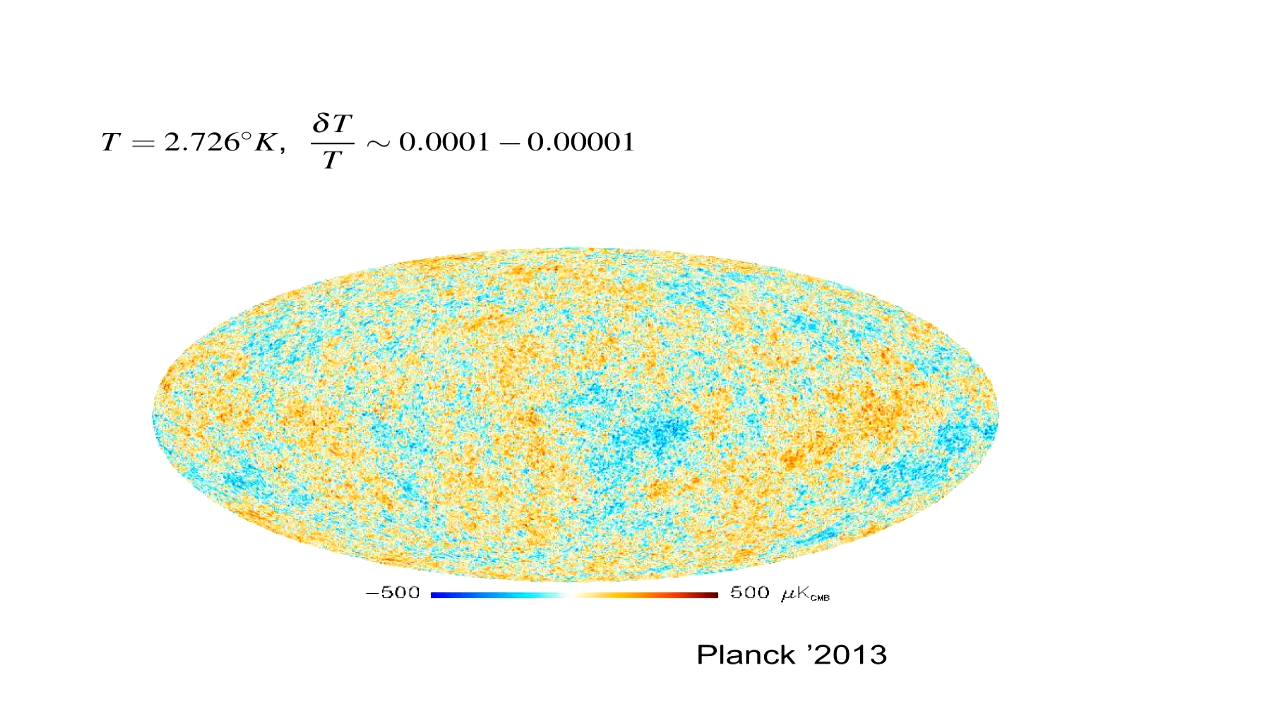 T = 2.726°K, δT/T ∼ 0.0001 − 0.00001
−500 500 μK_CMB
Planck ’2013